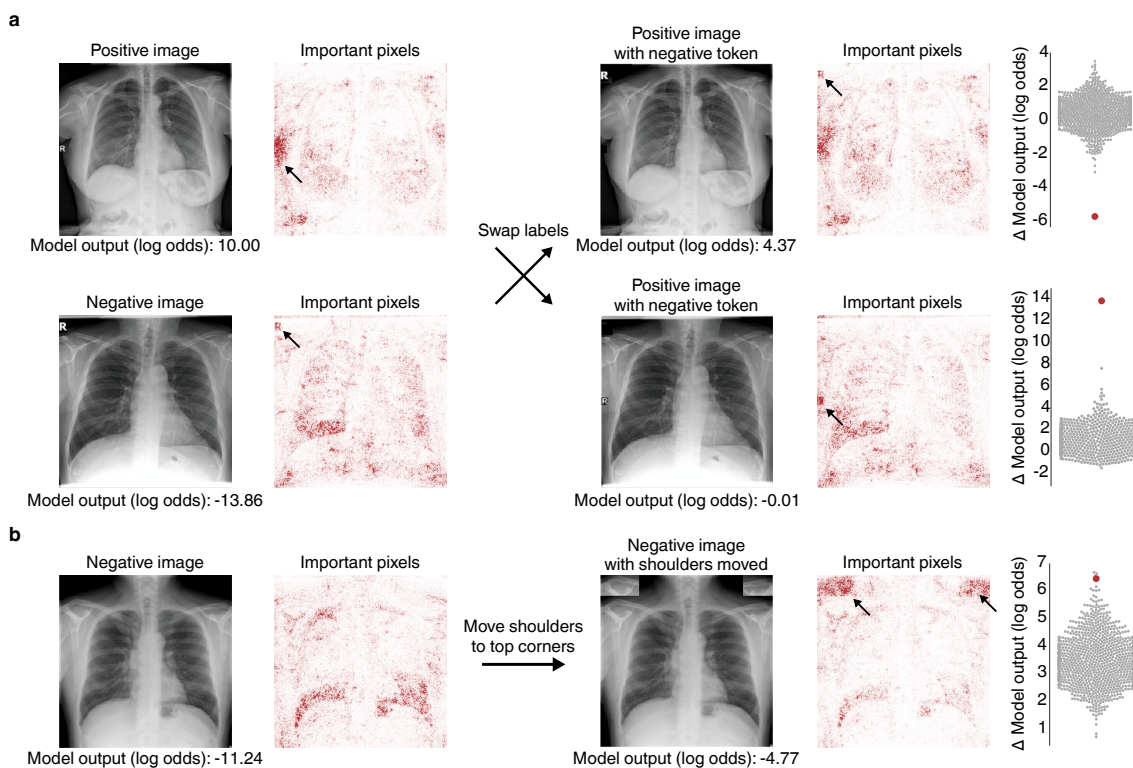 a
Positive image
Important pixels
Positive image
with negative token
Important pixels
R
R
R
Model output (log odds): 10.00
Swap labels
Model output (log odds): 4.37
4
2
0
-2
-4
-6
Δ Model output (log odds)
Negative image
Important pixels
Positive image
with negative token
Important pixels
R
R
R
R
Model output (log odds): -13.86
Model output (log odds): -0.01
14
12
10
8
6
4
2
0
-2
Δ Model output (log odds)
b
Negative image
Important pixels
Negative image
with shoulders moved
Important pixels
Move shoulders
to top corners
Model output (log odds): -11.24
Model output (log odds): -4.77
7
6
5
4
3
2
1
Δ Model output (log odds)